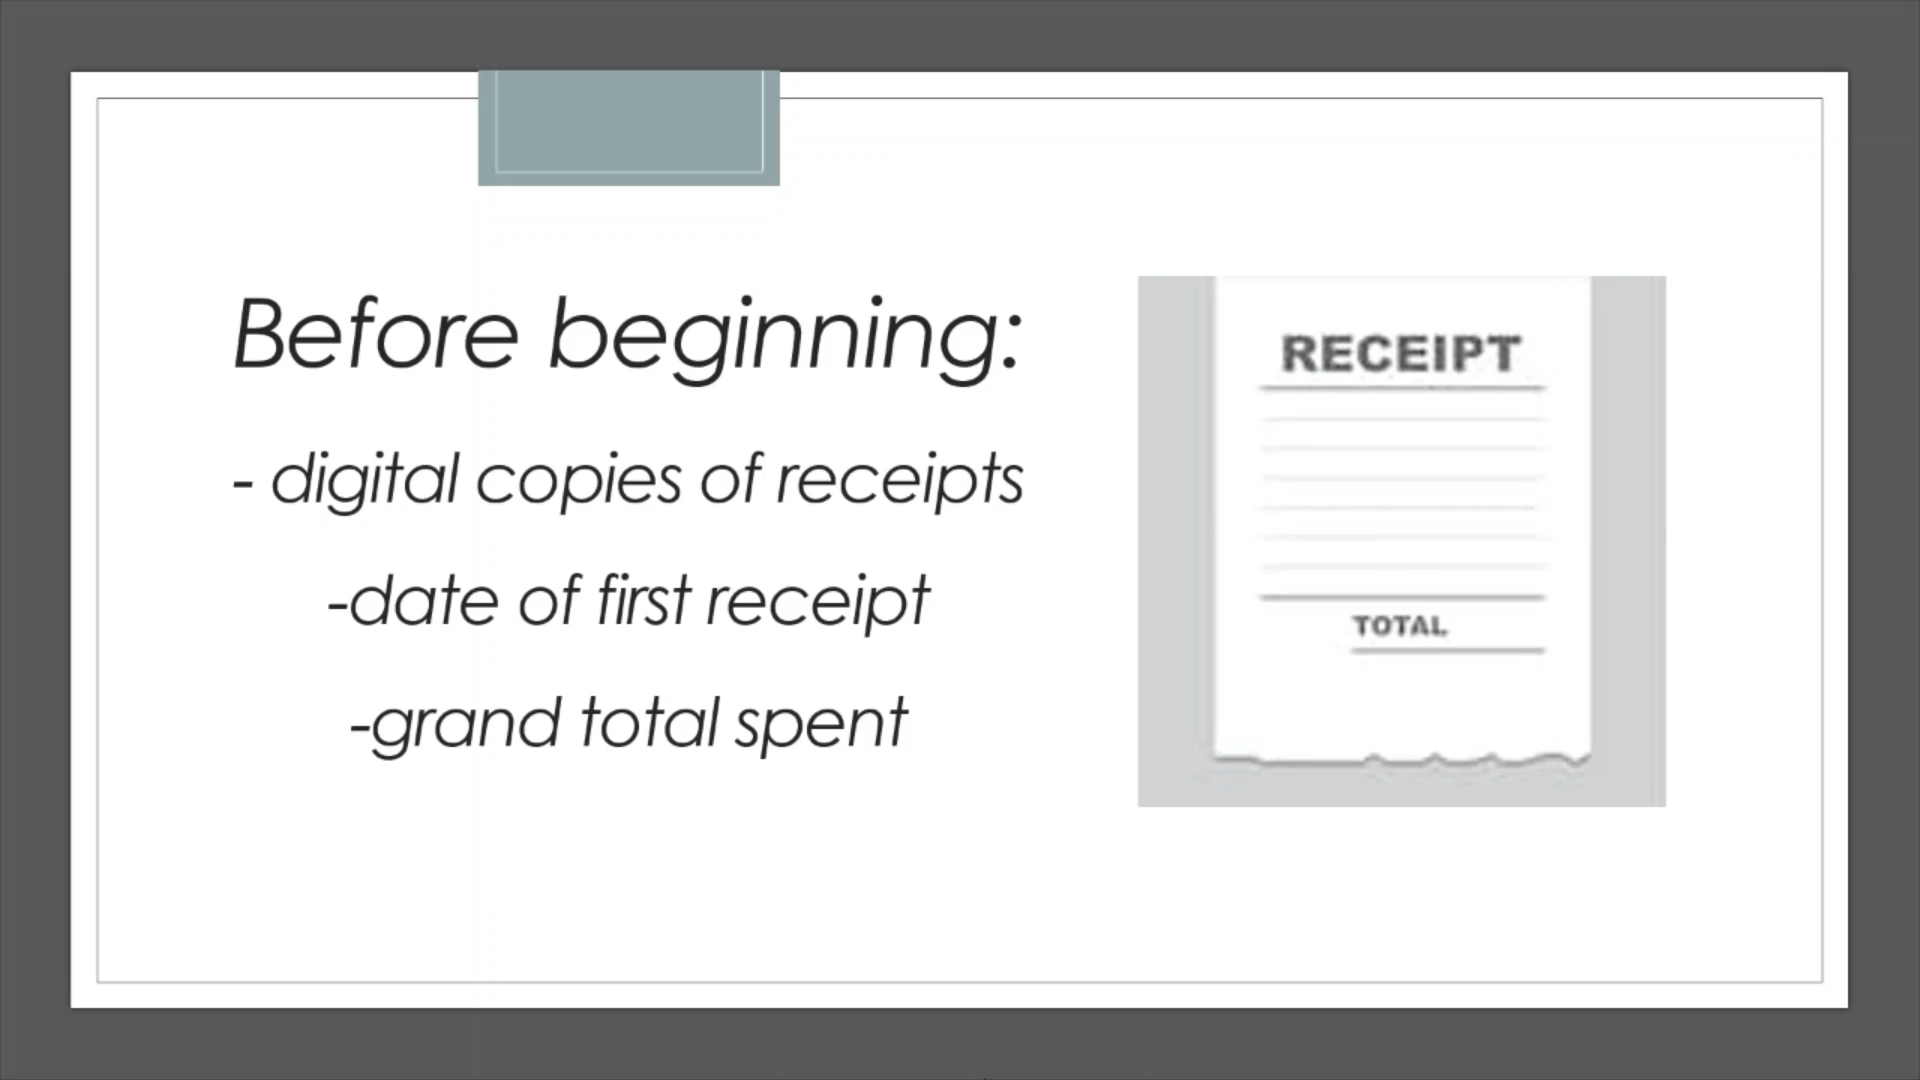 Before beginning:
- digital copies of receipts
-date of first receipt
-grand total spent
RECEIPT
TOTAL